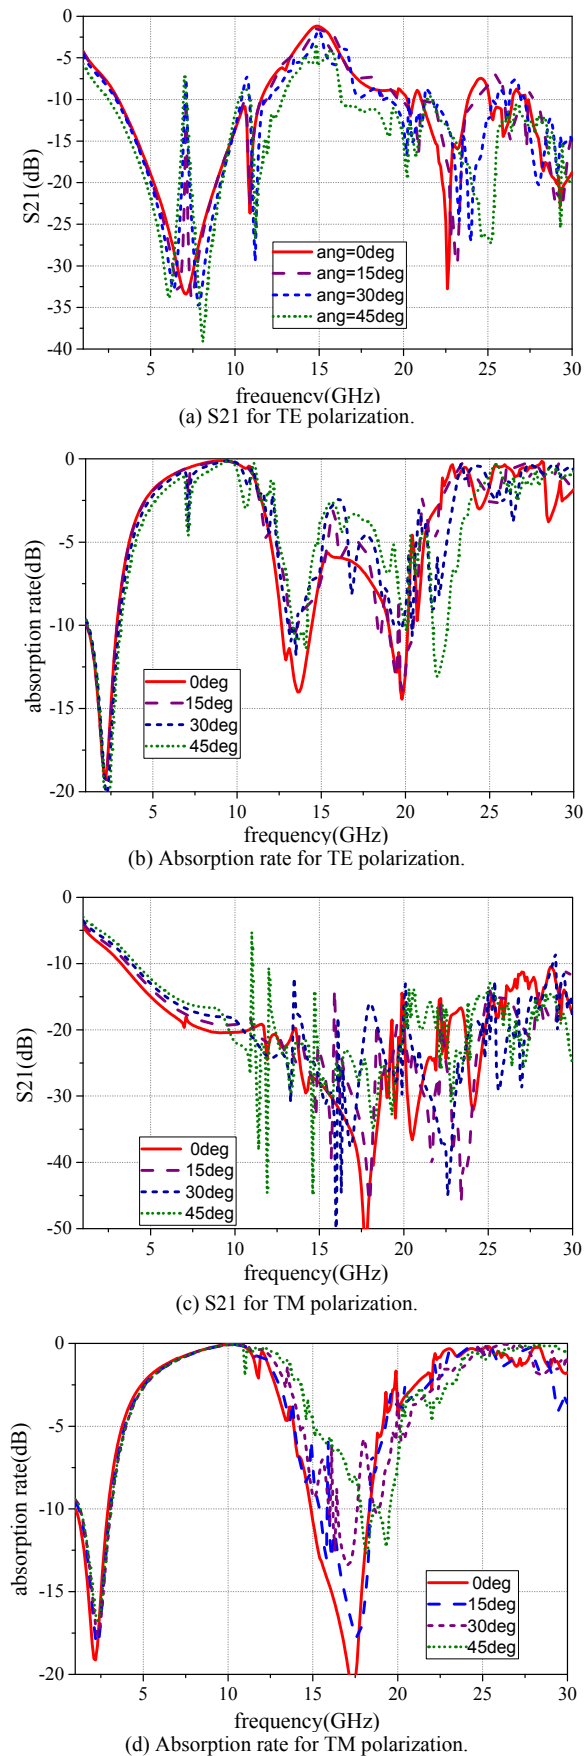 0
-5
-10
-15
-20
-25
-30
-35
-40
S21(dB)
ang=0deg
ang=15deg
ang=30deg
ang=45deg
5 10 15 20 25 30
frequency(GHz)
(a) S21 for TE polarization.
0
-5
-10
-15
-20
absorption rate(dB)
0deg
15deg
30deg
45deg
5 10 15 20 25 30
frequency(GHz)
(b) Absorption rate for TE polarization.
0
-10
-20
-30
-40
-50
S21(dB)
0deg
15deg
30deg
45deg
5 10 15 20 25 30
frequency(GHz)
(c) S21 for TM polarization.
0
-5
-10
-15
-20
absorption rate(dB)
0deg
15deg
30deg
45deg
5 10 15 20 25 30
frequency(GHz)
(d) Absorption rate for TM polarization.